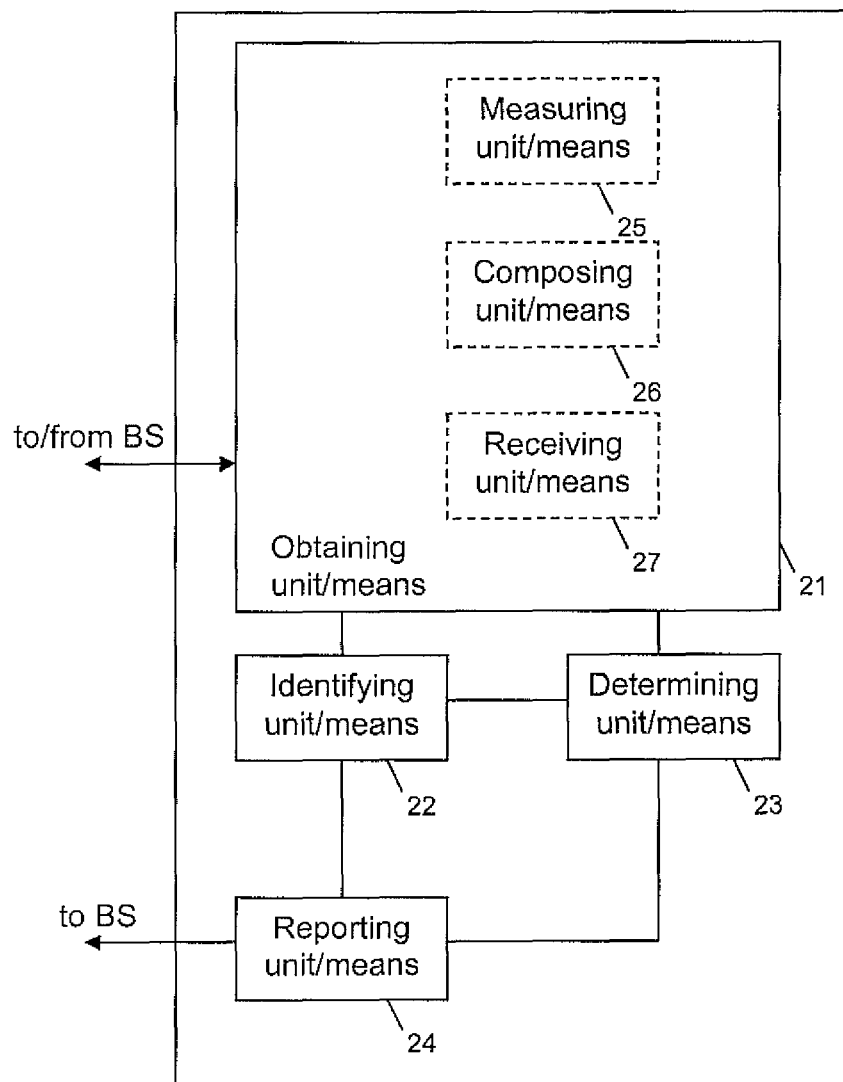 Measuring
unit/means
25
Composing
unit/means
26
to/from BS
Receiving
unit/means
27
Obtaining
unit/means
21
Identifying
unit/means
22
Determining
unit/means
23
to BS
Reporting
unit/means
24